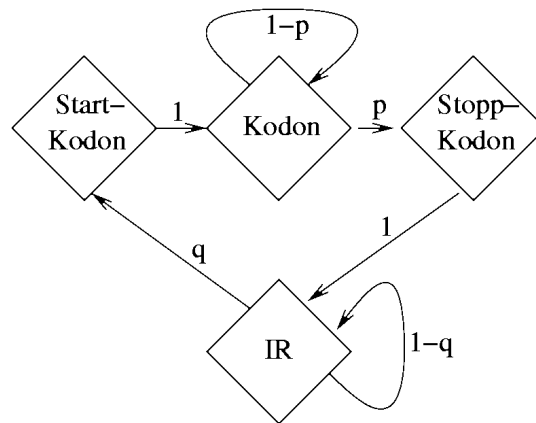 1-p
Start-
Kodon
1
Kodon
p
Stopp-
Kodon
q
1
IR
1-q